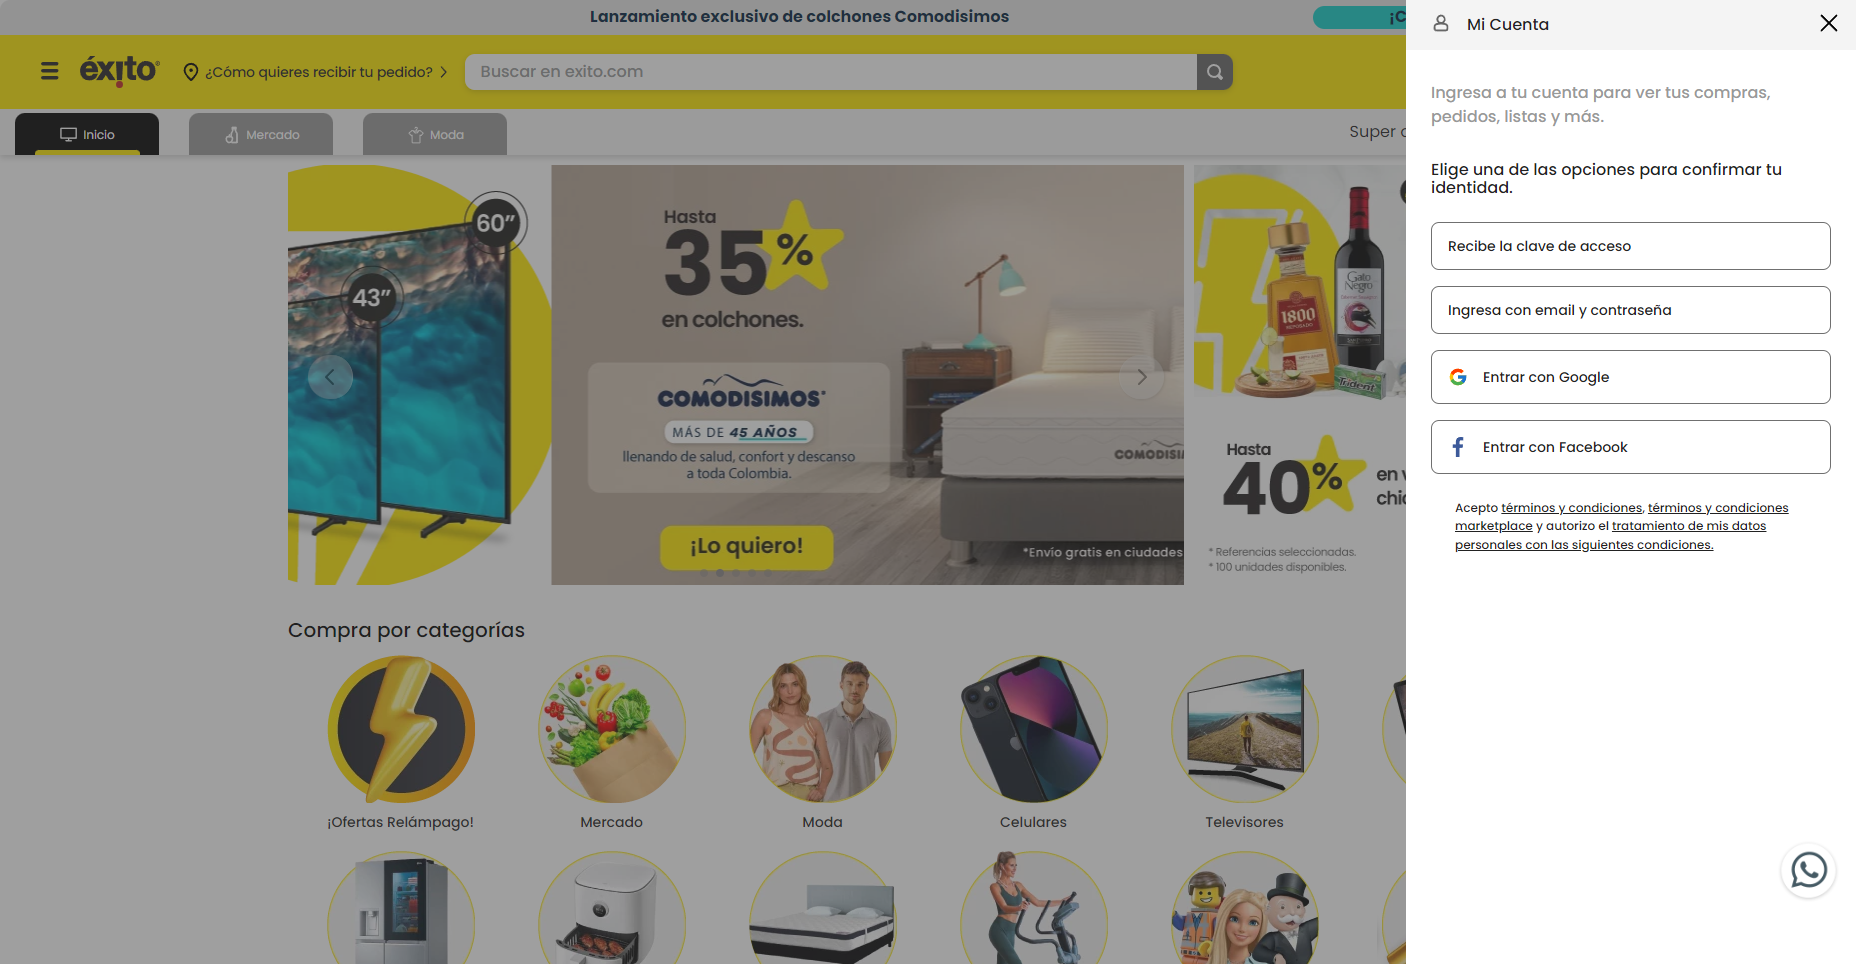 Lanzamiento exclusivo de colchones Comodisimos
¡C
éxito
¿Cómo quieres recibir tu pedido?
Buscar en exito.com
Inicio
Mercado
Moda
Super
60”
43”
Hasta
35%
en colchones.
COMODISIMOS
MÁS DE 45 AÑOS
llenando de salud, confort y descanso
a toda Colombia.
¡Lo quiero!
*Envío gratis en ciudades
Gato
Negro
1800
Trident
Hasta
40%
en
* Referencias seleccionadas.
* 100 unidades disponibles.
Compra por categorías
¡Ofertas Relámpago!
Mercado
Moda
Celulares
Televisores
Mi Cuenta
Ingresa a tu cuenta para ver tus compras,
pedidos, listas y más.
Elige una de las opciones para confirmar tu
identidad.
Recibe la clave de acceso
Ingresa con email y contraseña
Entrar con Google
Entrar con Facebook
Acepto términos y condiciones, términos y condiciones
marketplace y autorizo el tratamiento de mis datos
personales con las siguientes condiciones.